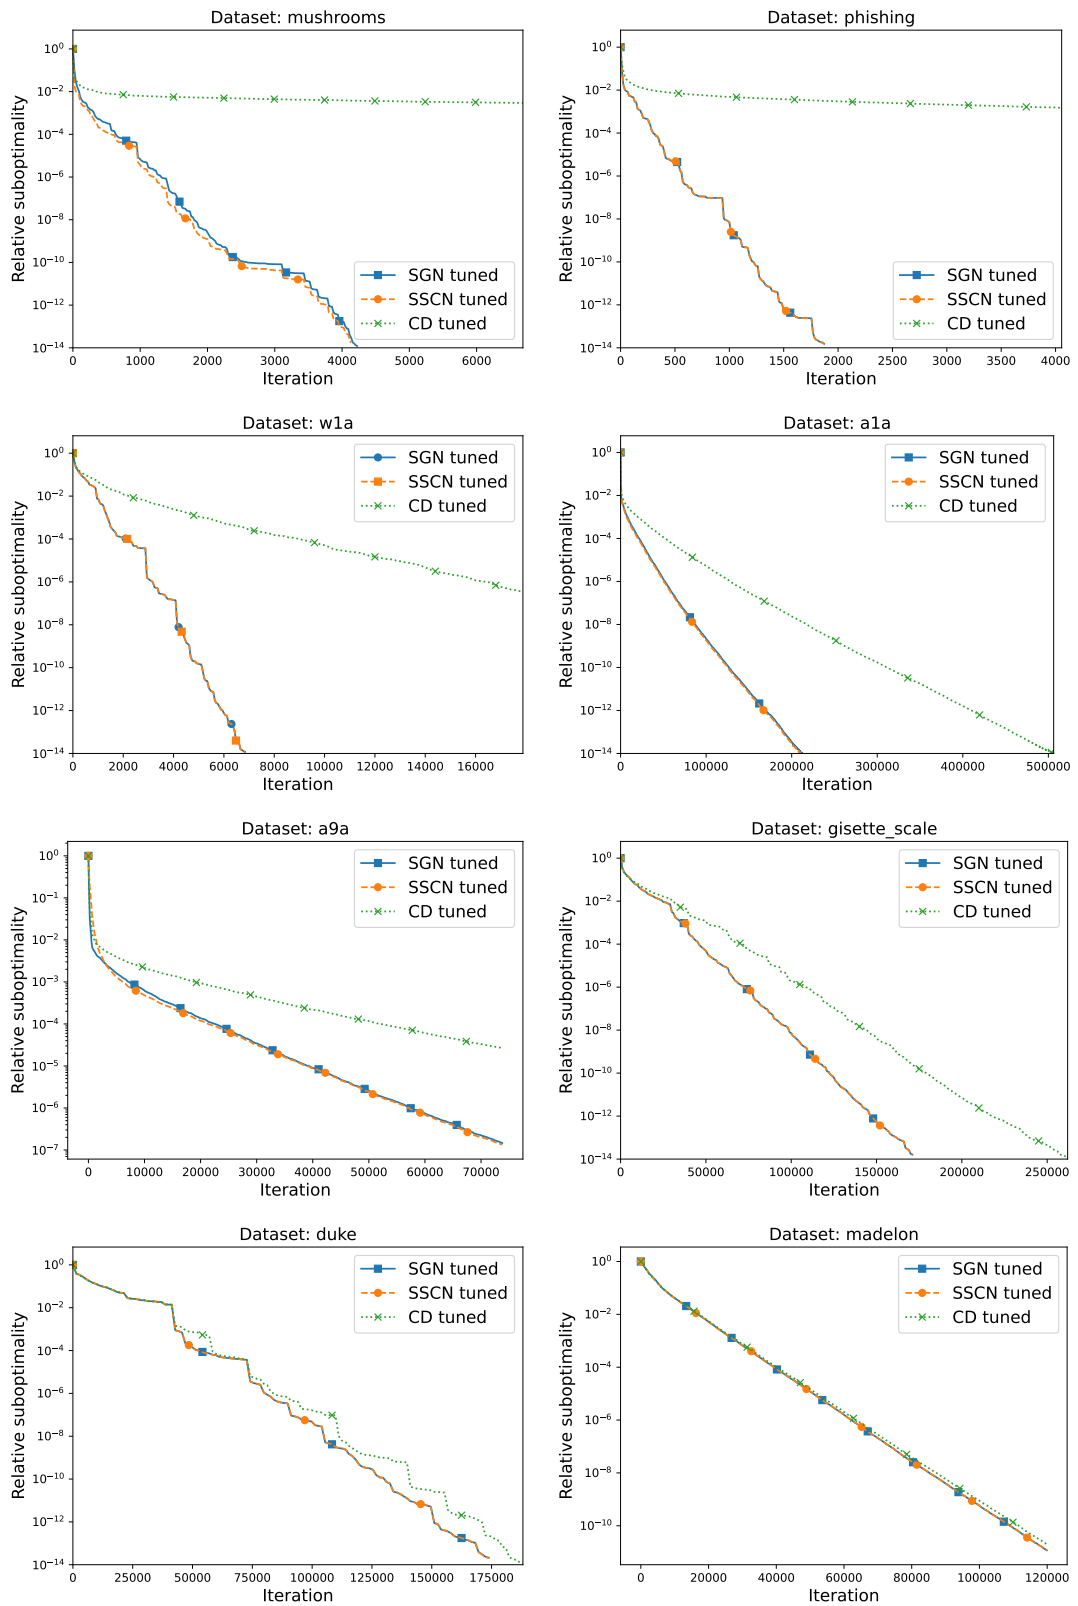 Dataset: mushrooms
Relative suboptimality
10^0
10^−2
10^−4
10^−6
10^−8
10^−10
10^−12
10^−14
SGN tuned
SSCN tuned
CD tuned
0 1000 2000 3000 4000 5000 6000
Iteration
Dataset: phishing
Relative suboptimality
10^0
10^−2
10^−4
10^−6
10^−8
10^−10
10^−12
10^−14
SGN tuned
SSCN tuned
CD tuned
0 500 1000 1500 2000 2500 3000 3500 4000
Iteration
Dataset: w1a
Relative suboptimality
10^0
10^−2
10^−4
10^−6
10^−8
10^−10
10^−12
10^−14
SGN tuned
SSCN tuned
CD tuned
0 2000 4000 6000 8000 10000 12000 14000 16000
Iteration
Dataset: a1a
Relative suboptimality
10^0
10^−2
10^−4
10^−6
10^−8
10^−10
10^−12
10^−14
SGN tuned
SSCN tuned
CD tuned
0 100000 200000 300000 400000 500000
Iteration
Dataset: a9a
Relative suboptimality
10^0
10^−1
10^−2
10^−3
10^−4
10^−5
10^−6
10^−7
SGN tuned
SSCN tuned
CD tuned
0 10000 20000 30000 40000 50000 60000 70000
Iteration
Dataset: gisette_scale
Relative suboptimality
10^0
10^−2
10^−4
10^−6
10^−8
10^−10
10^−12
10^−14
SGN tuned
SSCN tuned
CD tuned
0 50000 100000 150000 200000 250000
Iteration
Dataset: duke
Relative suboptimality
10^0
10^−2
10^−4
10^−6
10^−8
10^−10
10^−12
10^−14
SGN tuned
SSCN tuned
CD tuned
0 25000 50000 75000 100000 125000 150000 175000
Iteration
Dataset: madelon
Relative suboptimality
10^0
10^−2
10^−4
10^−6
10^−8
10^−10
SGN tuned
SSCN tuned
CD tuned
0 20000 40000 60000 80000 100000 120000
Iteration